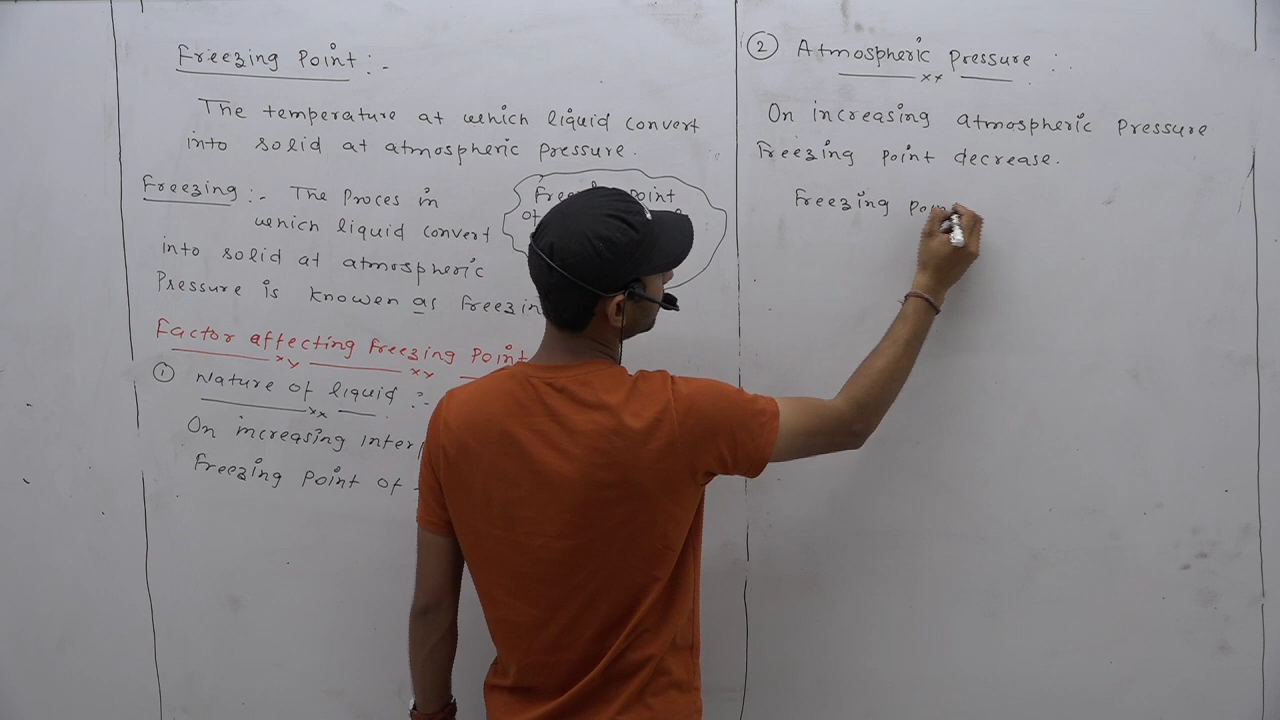 Freezing Point :-
The temperature at which liquid convert
into solid at atmospheric pressure.
Freezing :- The Proces in
which liquid convert
into solid at atmospheric
Pressure is knowen as Freezin
Point
of
Factor affecting Freezing Point
① Nature of liquid :-
On increasing inter
Freezing Point of
② Atmospheric Pressure :.
On increasing atmospheric Pressure
Freezing Point decrease.
Freezing